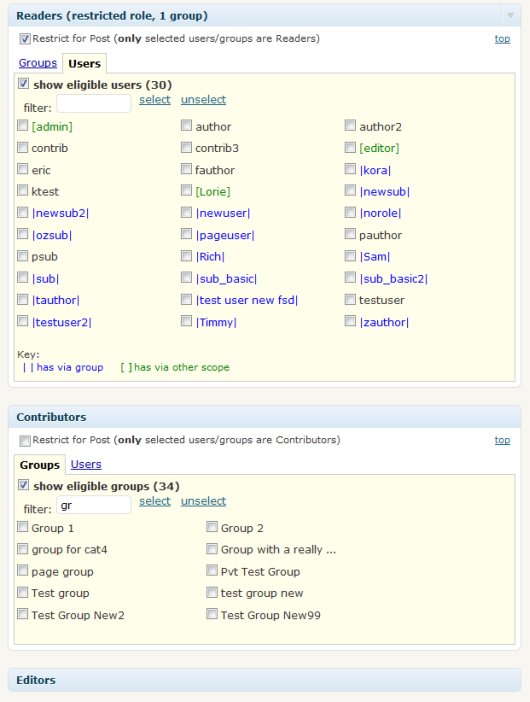 Readers (restricted role, 1 group)
Restrict for Post (only selected users/groups are Readers) top
Groups Users
show eligible users (30)
filter: select unselect
[admin] author author2
contrib contrib3 [editor]
eric fauthor |kora|
ktest [Lorie] |newsub|
|newsub2| |newuser| |norole|
|ozsub| |pageuser| pauthor
psub |Rich| |Sam|
|sub| |sub_basic| |sub_basic2|
|tauthor| |test user new fsd| testuser
|testuser2| |Timmy| |zauthor|
Key:
| | has via group [ ] has via other scope
Contributors
Restrict for Post (only selected users/groups are Contributors) top
Groups Users
show eligible groups (34)
filter: gr select unselect
Group 1 Group 2
group for cat4 Group with a really ...
page group Pvt Test Group
Test group test group new
Test Group New2 Test Group New99
Editors